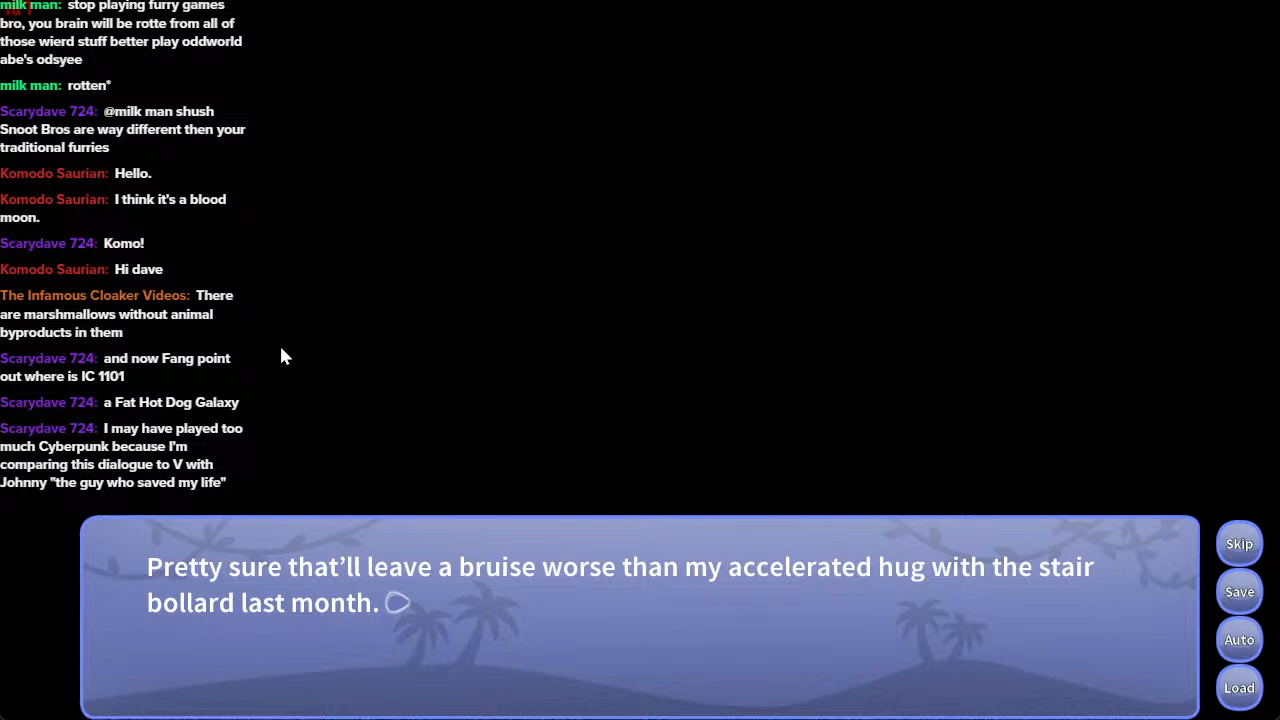 milk man: stop playing furry games
bro, you brain will be rotte from all of
those wierd stuff better play oddworld
abe's odsyee
milk man: rotten*
Scarydave 724: @milk man shush
Snoot Bros are way different then your
traditional furries
Komodo Saurian: Hello.
Komodo Saurian: I think it's a blood
moon.
Scarydave 724: Komo!
Komodo Saurian: Hi dave
The Infamous Cloaker Videos: There
are marshmallows without animal
byproducts in them
Scarydave 724: and now Fang point
out where is IC 1101
Scarydave 724: a Fat Hot Dog Galaxy
Scarydave 724: I may have played too
much Cyberpunk because I'm
comparing this dialogue to V with
Johnny "the guy who saved my life"
Pretty sure that’ll leave a bruise worse than my accelerated hug with the stair
bollard last month.
Skip
Save
Auto
Load